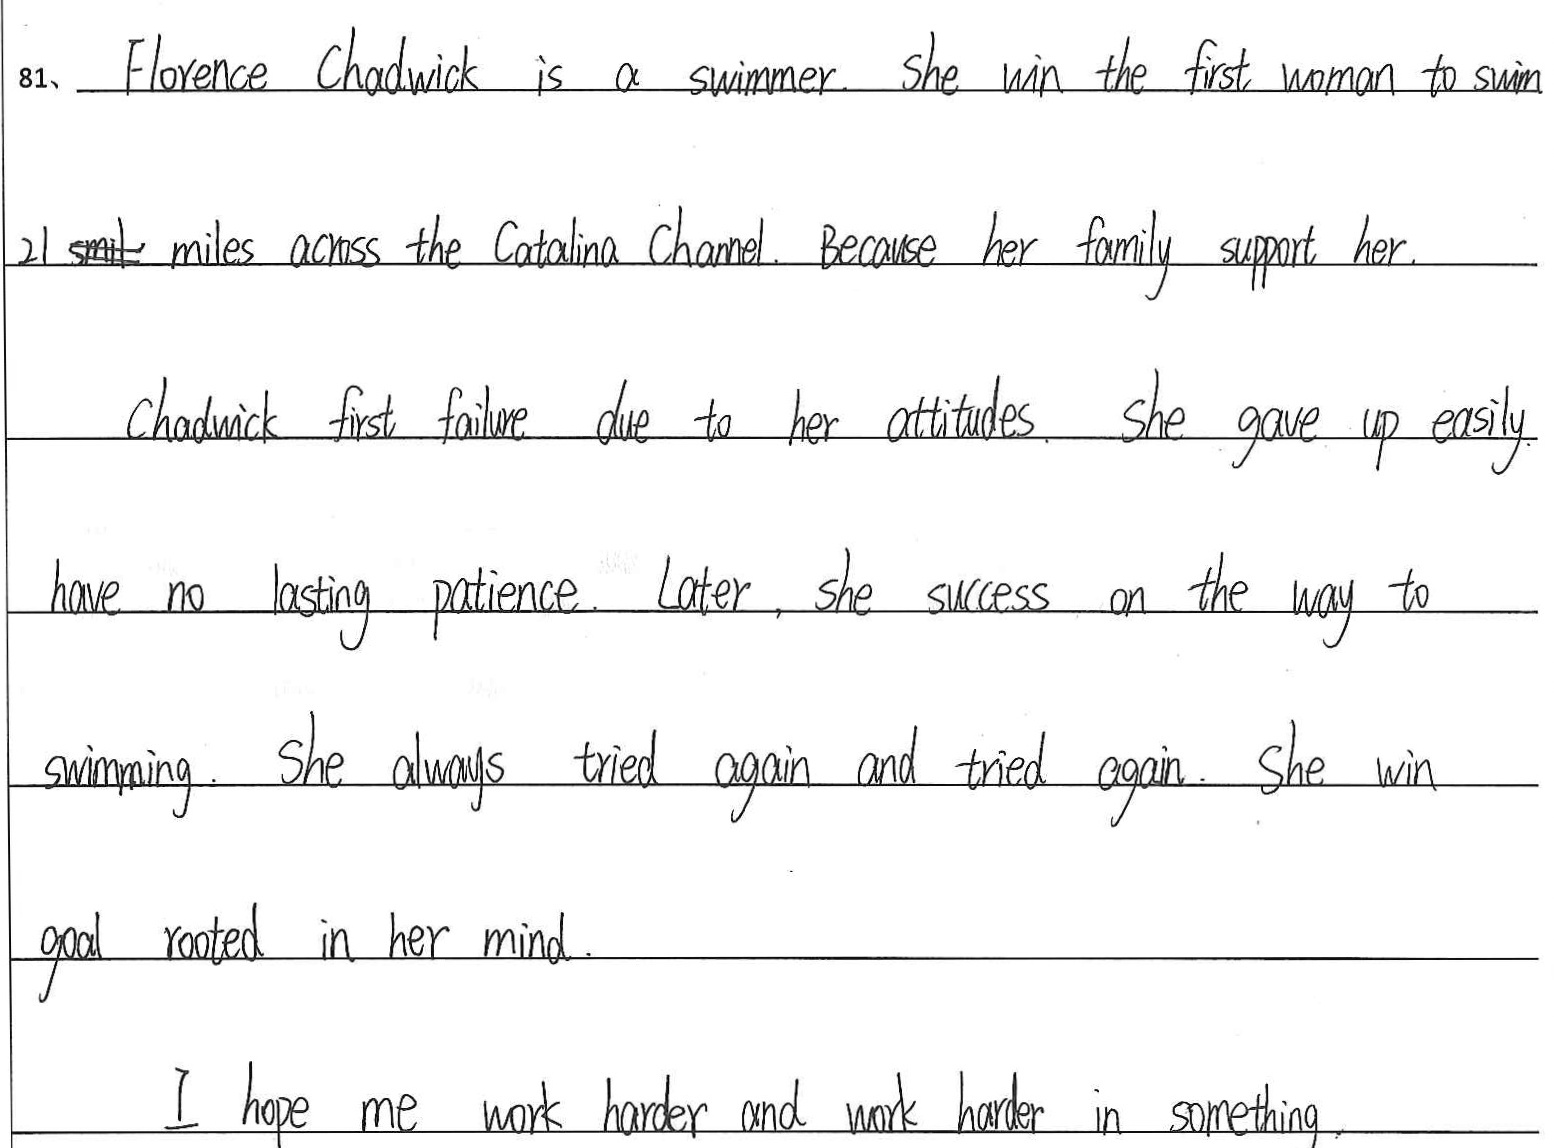 81、 Florence Chadwick is a swimmer. She win the first woman to swim
21 miles across the Catalina Channel. Because her family support her.
Chadwick first failure due to her attitudes. She gave up easily.
have no lasting patience. Later, she success on the way to
swimming. She always tried again and tried again. She win
goal rooted in her mind.
I hope me work harder and work harder in something.